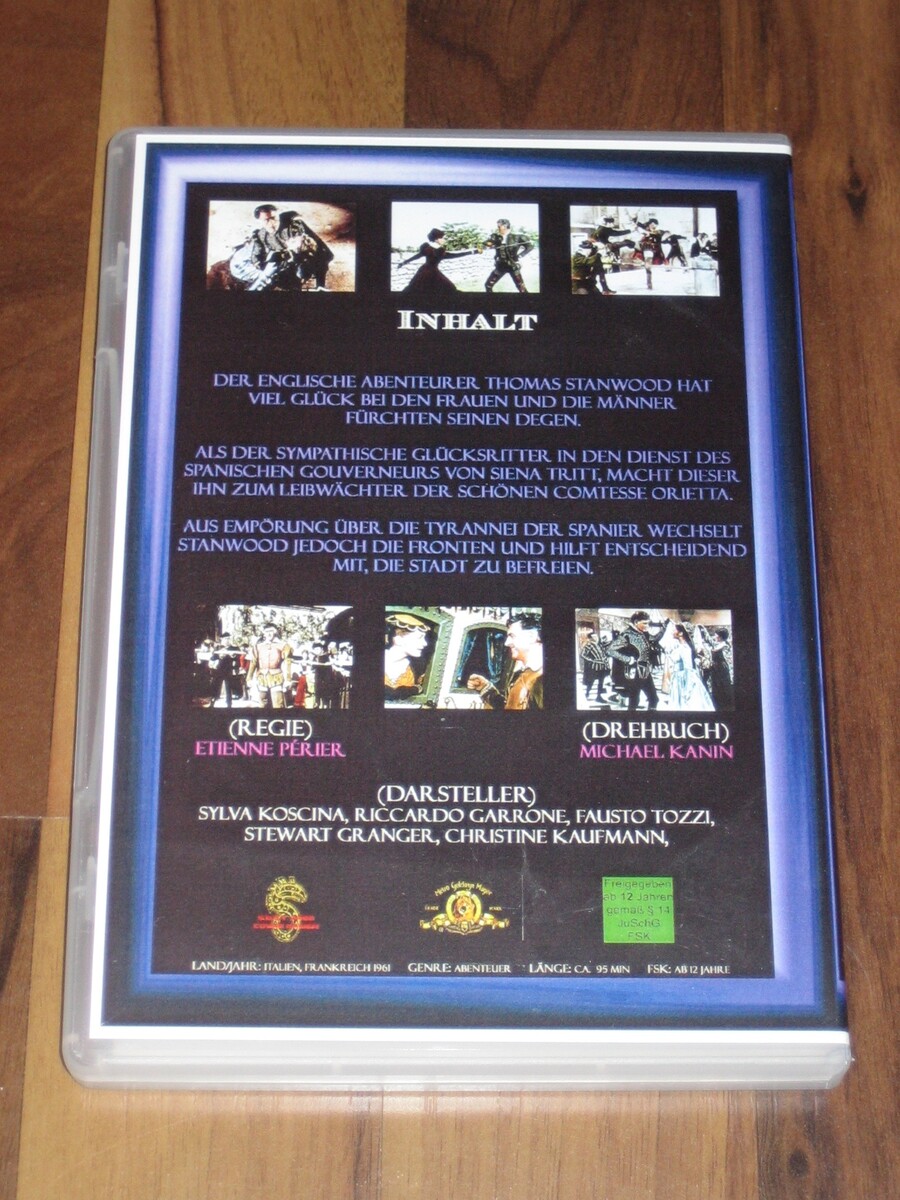 INHALT
DER ENGLISCHE ABENTEURER THOMAS STANWOOD HAT
VIEL GLÜCK BEI DEN FRAUEN UND DIE MÄNNER
FÜRCHTEN SEINEN DEGEN.
ALS DER SYMPATHISCHE GLÜCKSRITTER IN DEN DIENST DES
SPANISCHEN GOUVERNEURS VON SIENA TRITT, MACHT DIESER
IHN ZUM LEIBWÄCHTER DER SCHÖNEN COMTESSE ORIETTA.
AUS EMPÖRUNG ÜBER DIE TYRANNEI DER SPANIER WECHSELT
STANWOOD JEDOCH DIE FRONTEN UND HILFT ENTSCHEIDEND
MIT, DIE STADT ZU BEFREIEN.
(REGIE)
ETIENNE PÉRIER
(DREHBUCH)
MICHAEL KANIN
(DARSTELLER)
SYLVA KOSCINA, RICCARDO GARRONE, FAUSTO TOZZI,
STEWART GRANGER, CHRISTINE KAUFMANN,
Metro Goldwyn Mayer
Freigegeben
ab 12 Jahren
gemäß § 14
JuSchG
FSK
LAND/JAHR: ITALIEN, FRANKREICH 1961 GENRE: ABENTEUER LÄNGE: CA. 95 MIN FSK: AB 12 JAHRE